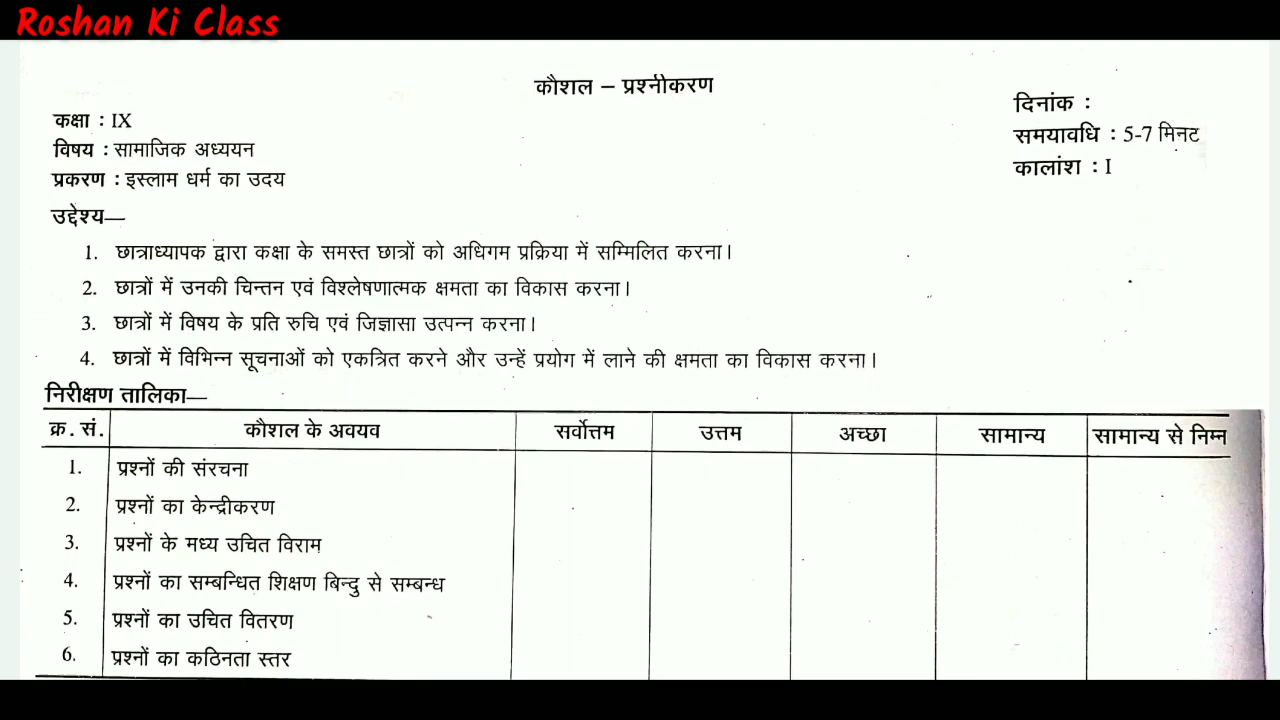 Roshan Ki Class
कौशल – प्रश्नीकरण
कक्षा : IX
विषय : सामाजिक अध्ययन
प्रकरण : इस्लाम धर्म का उदय
दिनांक :
समयावधि : 5-7 मिनट
कालांश : I
उद्देश्य—
1. छात्राध्यापक द्वारा कक्षा के समस्त छात्रों को अधिगम प्रक्रिया में सम्मिलित करना।
2. छात्रों में उनकी चिन्तन एवं विश्लेषणात्मक क्षमता का विकास करना।
3. छात्रों में विषय के प्रति रुचि एवं जिज्ञासा उत्पन्न करना।
4. छात्रों में विभिन्न सूचनाओं को एकत्रित करने और उन्हें प्रयोग में लाने की क्षमता का विकास करना।
निरीक्षण तालिका—
क्र. सं. कौशल के अवयव सर्वोत्तम उत्तम अच्छा सामान्य सामान्य से निम्न
1. प्रश्नों की संरचना
2. प्रश्नों का केन्द्रीकरण
3. प्रश्नों के मध्य उचित विराम
4. प्रश्नों का सम्बन्धित शिक्षण बिन्दु से सम्बन्ध
5. प्रश्नों का उचित वितरण
6. प्रश्नों का कठिनता स्तर